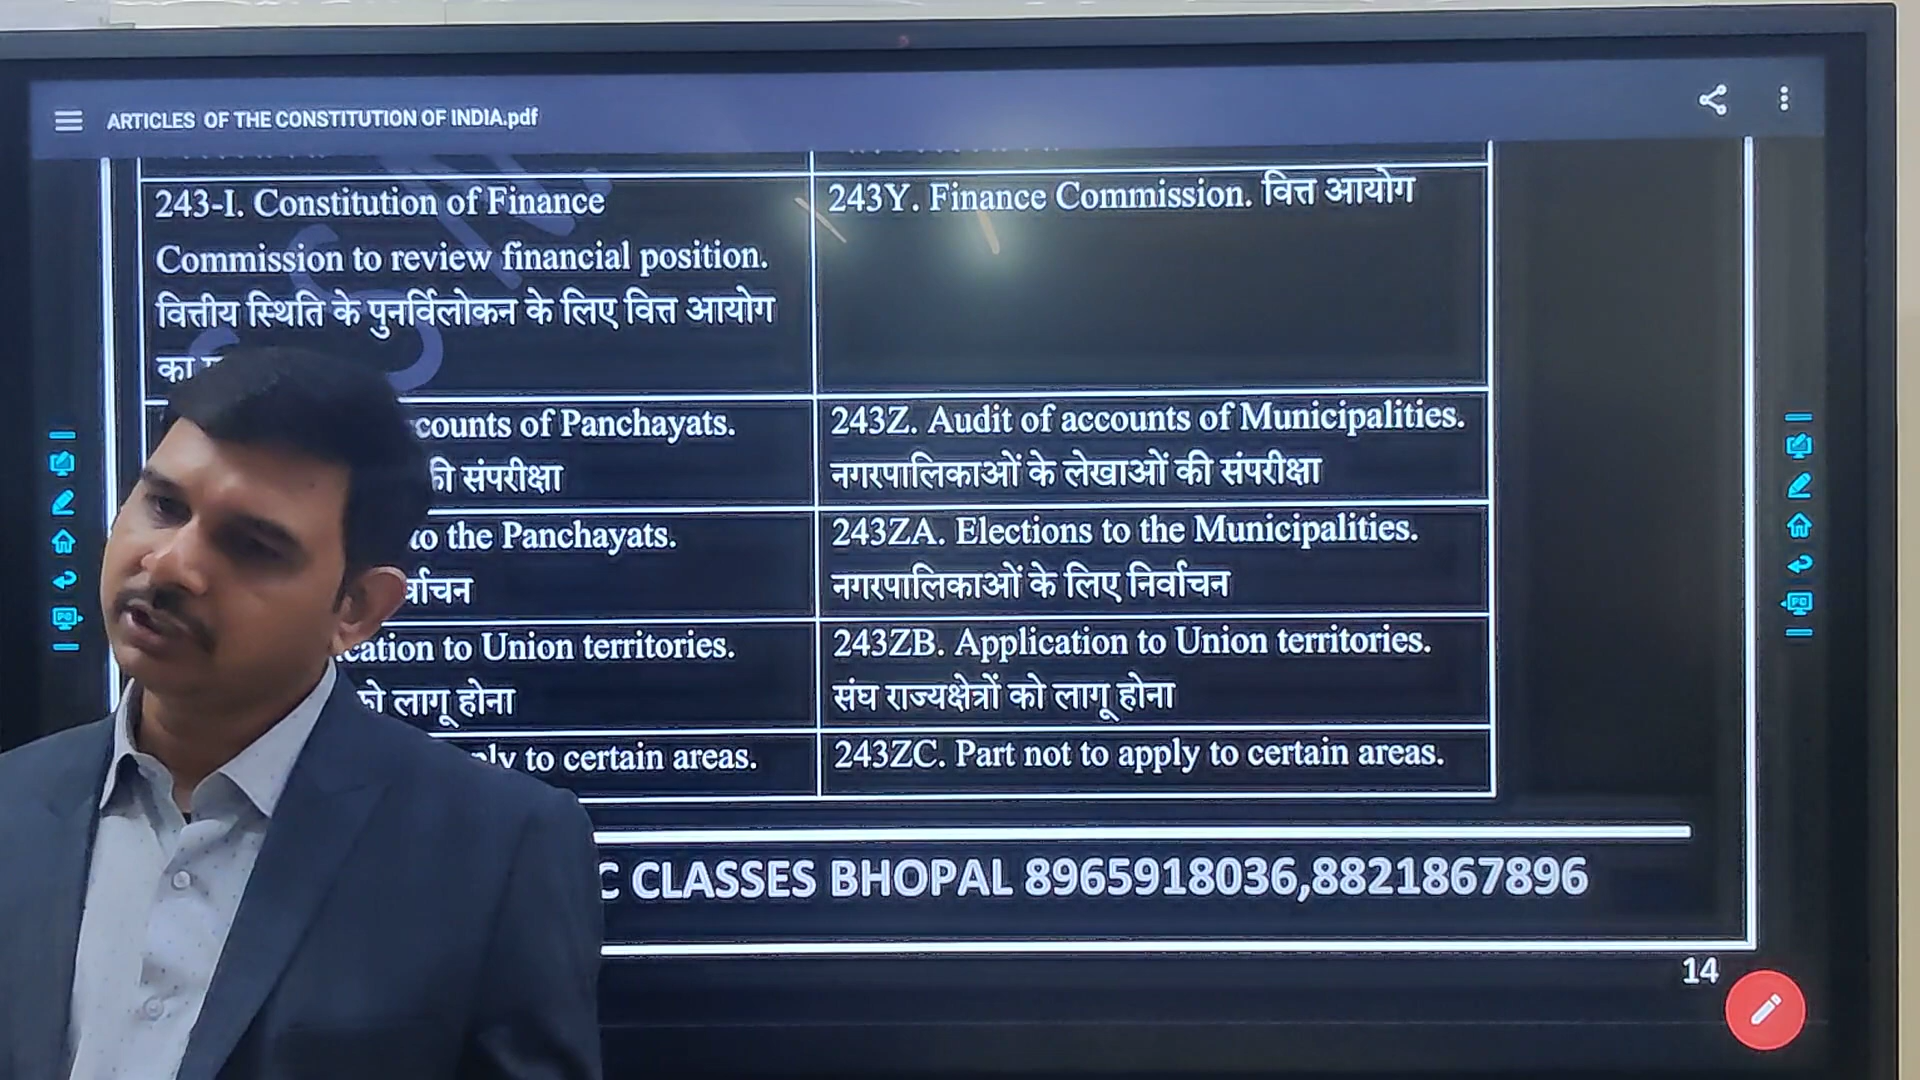 ARTICLES OF THE CONSTITUTION OF INDIA.pdf
243-I. Constitution of Finance
Commission to review financial position.
वित्तीय स्थिति के पुनर्विलोकन के लिए वित्त आयोग
का
243Y. Finance Commission. वित्त आयोग
of Panchayats.
संपरीक्षा
243Z. Audit of accounts of Municipalities.
नगरपालिकाओं के लेखाओं की संपरीक्षा
to the Panchayats.
243ZA. Elections to the Municipalities.
नगरपालिकाओं के लिए निर्वाचन
to Union territories.
लागू होना
243ZB. Application to Union territories.
संघ राज्यक्षेत्रों को लागू होना
to certain areas.
243ZC. Part not to apply to certain areas.
C CLASSES BHOPAL 8965918036,8821867896
14